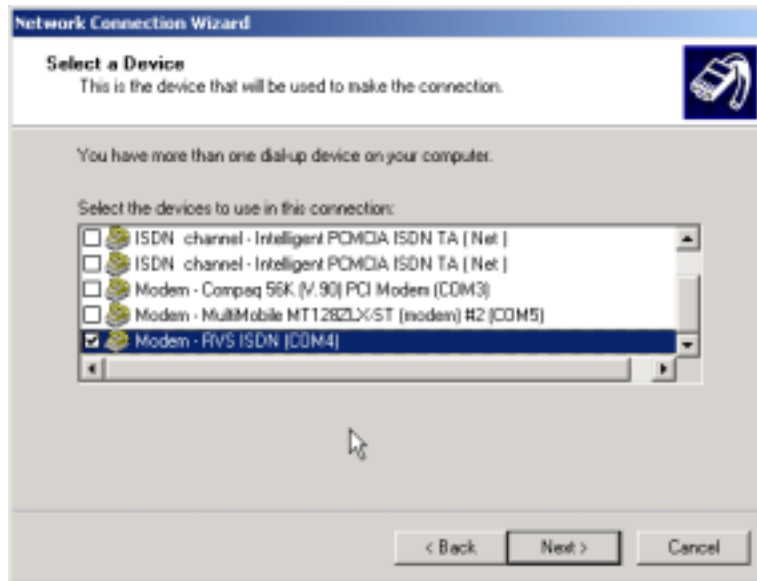 Network Connection Wizard
Select a Device
This is the device that will be used to make the connection.
You have more than one dial-up device on your computer.
Select the devices to use in this connection:
ISDN channel - Intelligent PCMCIA ISDN TA ( Net )
ISDN channel - Intelligent PCMCIA ISDN TA ( Net )
Modem - Compaq 56K (V.90) PCI Modem (COM3)
Modem - MultiMobile MT128ZLX-ST (modem) #2 (COM5)
Modem - RVS ISDN (COM4)
< Back Next > Cancel